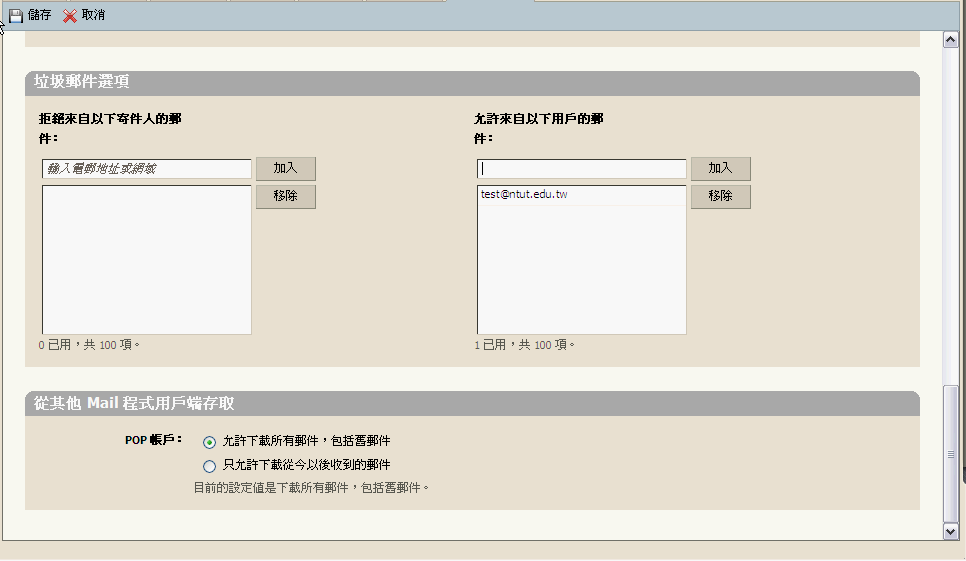 儲存 取消
垃圾郵件選項
拒絕來自以下寄件人的郵
件：
輸入電郵地址或網域
加入
移除
0 已用，共 100 項。
允許來自以下用戶的郵
件：
加入
test@ntut.edu.tw
移除
1 已用，共 100 項。
從其他 Mail 程式用戶端存取
POP 帳戶： 允許下載所有郵件，包括舊郵件
只允許下載從今以後收到的郵件
目前的設定值是下載所有郵件，包括舊郵件。